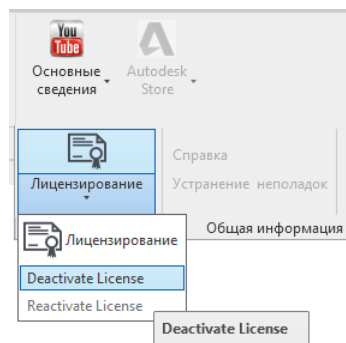 You
Tube
Основные
сведения
Autodesk
Store
Лицензирование
Справка
Устранение неполадок
Лицензирование
Общая информация
Deactivate License
Reactivate License
Deactivate License